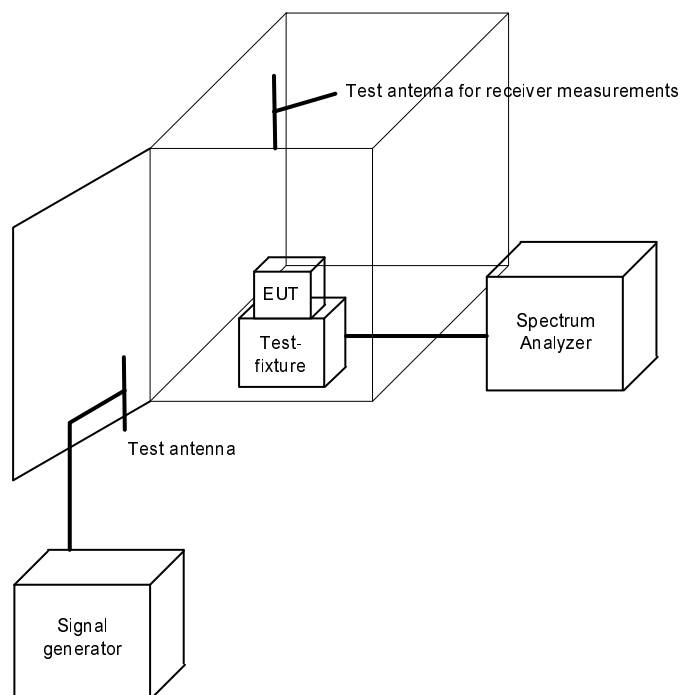 Test antenna for receiver measurements
EUT
Test-
fixture
Spectrum
Analyzer
Test antenna
Signal
generator